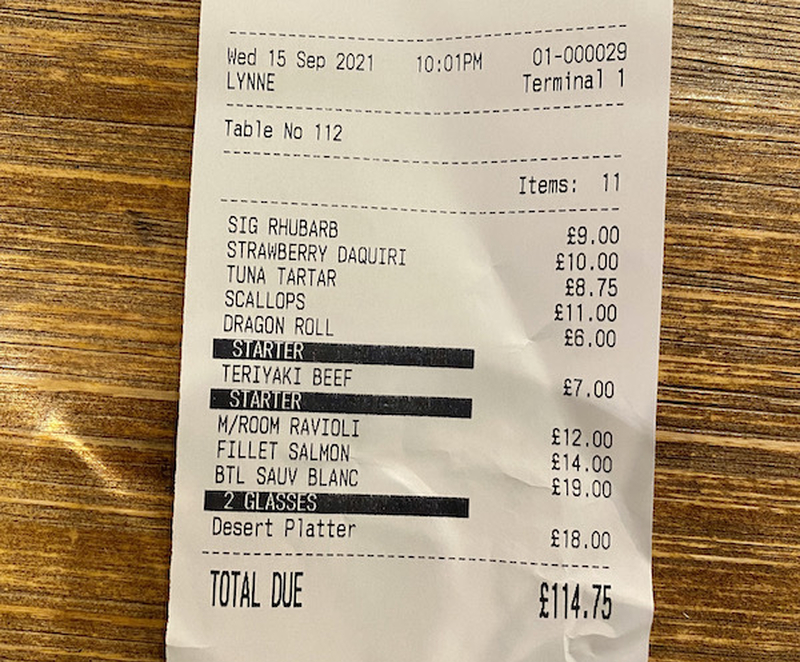 Wed 15 Sep 2021 10:01PM 01-000029
LYNNE Terminal 1
Table No 112
Items: 11
SIG RHUBARB £9.00
STRAWBERRY DAQUIRI £10.00
TUNA TARTAR £8.75
SCALLOPS £11.00
DRAGON ROLL £6.00
STARTER
TERIYAKI BEEF £7.00
STARTER
M/ROOM RAVIOLI £12.00
FILLET SALMON £14.00
BTL SAUV BLANC £19.00
2 GLASSES
Desert Platter £18.00
TOTAL DUE £114.75